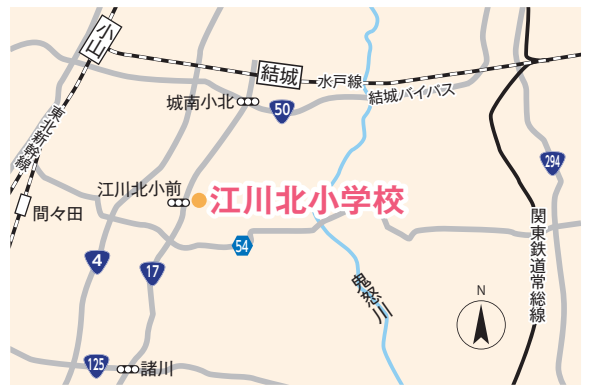 小山
結城
水戸線
結城バイパス
城南小北
50
東北新幹線
294
江川北小前
江川北小学校
間々田
54
関東鉄道常総線
4
17
鬼怒川
N
125
諸川